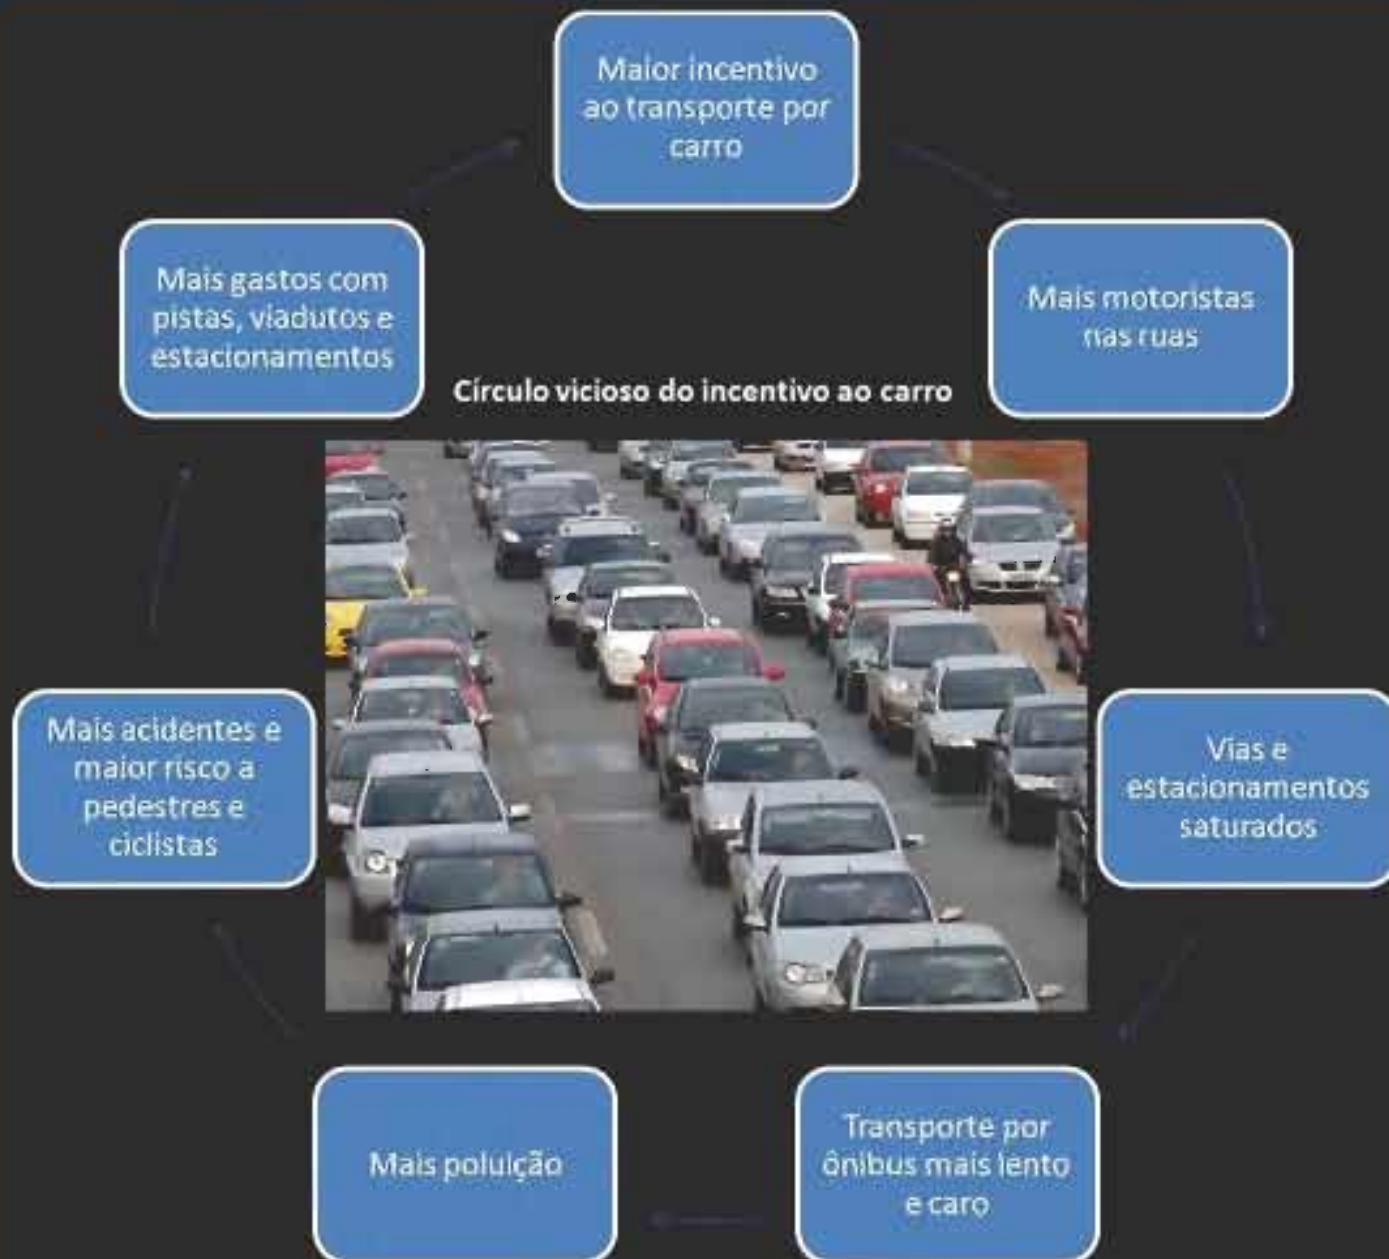 Maior incentivo
ao transporte por
carro
Mais motoristas
nas ruas
Vias e
estacionamentos
saturados
Transporte por
ônibus mais lento
e caro
Mais poluição
Mais acidentes e
maior risco a
pedestres e
ciclistas
Mais gastos com
pistas, viadutos e
estacionamentos
Círculo vicioso do incentivo ao carro